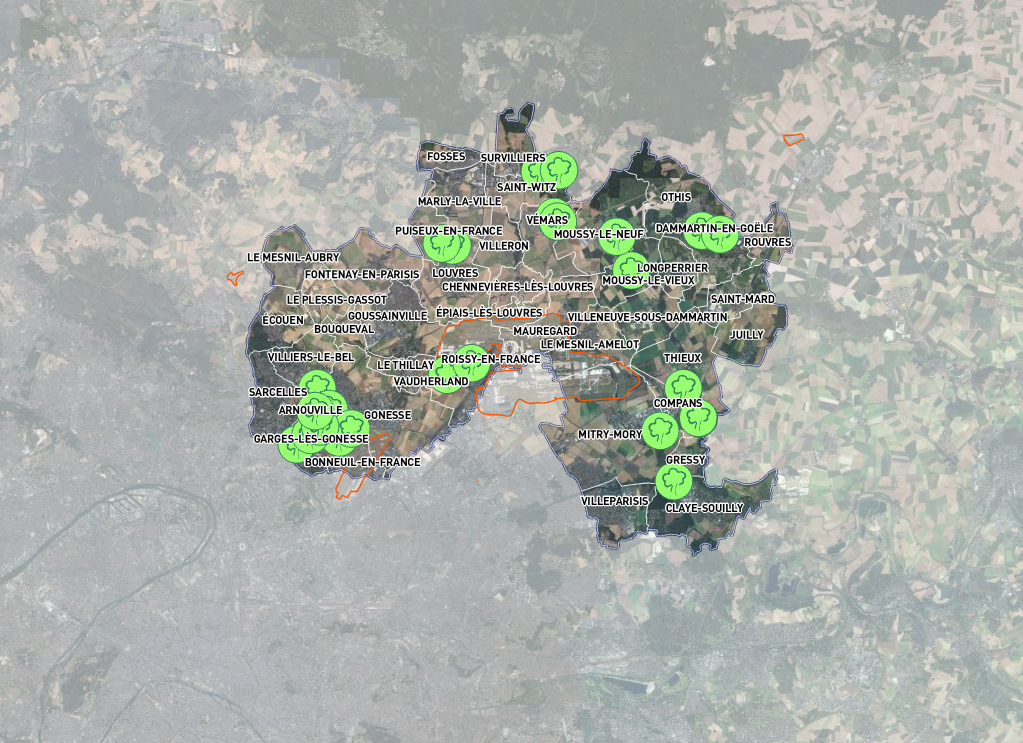 FOSSES
SURVILLIERS
SAINT-WITZ
OTHIS
MARLY-LA-VILLE
VÉMARS
PUISEUX-EN-FRANCE
MOUSSY-LE-NEUF
DAMMARTIN-EN-GOËLE
VILLERON
ROUVRES
LE MESNIL-AUBRY
LONGPERRIER
FONTENAY-EN-PARISIS
LOUVRES
MOUSSY-LE-VIEUX
CHENNEVIÈRES-LÈS-LOUVRES
LE PLESSIS-GASSOT
SAINT-MARD
ÉPIAIS-LÈS-LOUVRES
GOUSSAINVILLE
VILLENEUVE-SOUS-DAMMARTIN
ÉCOUEN
BOUQUEVAL
MAUREGARD
JUILLY
LE MESNIL-AMELOT
VILLIERS-LE-BEL
ROISSY-EN-FRANCE
THIEUX
LE THILLAY
VAUDHERLAND
SARCELLES
COMPANS
ARNOUVILLE
GONESSE
MITRY-MORY
GARGES-LÈS-GONESSE
GRESSY
BONNEUIL-EN-FRANCE
VILLEPARISIS
CLAYE-SOUILLY